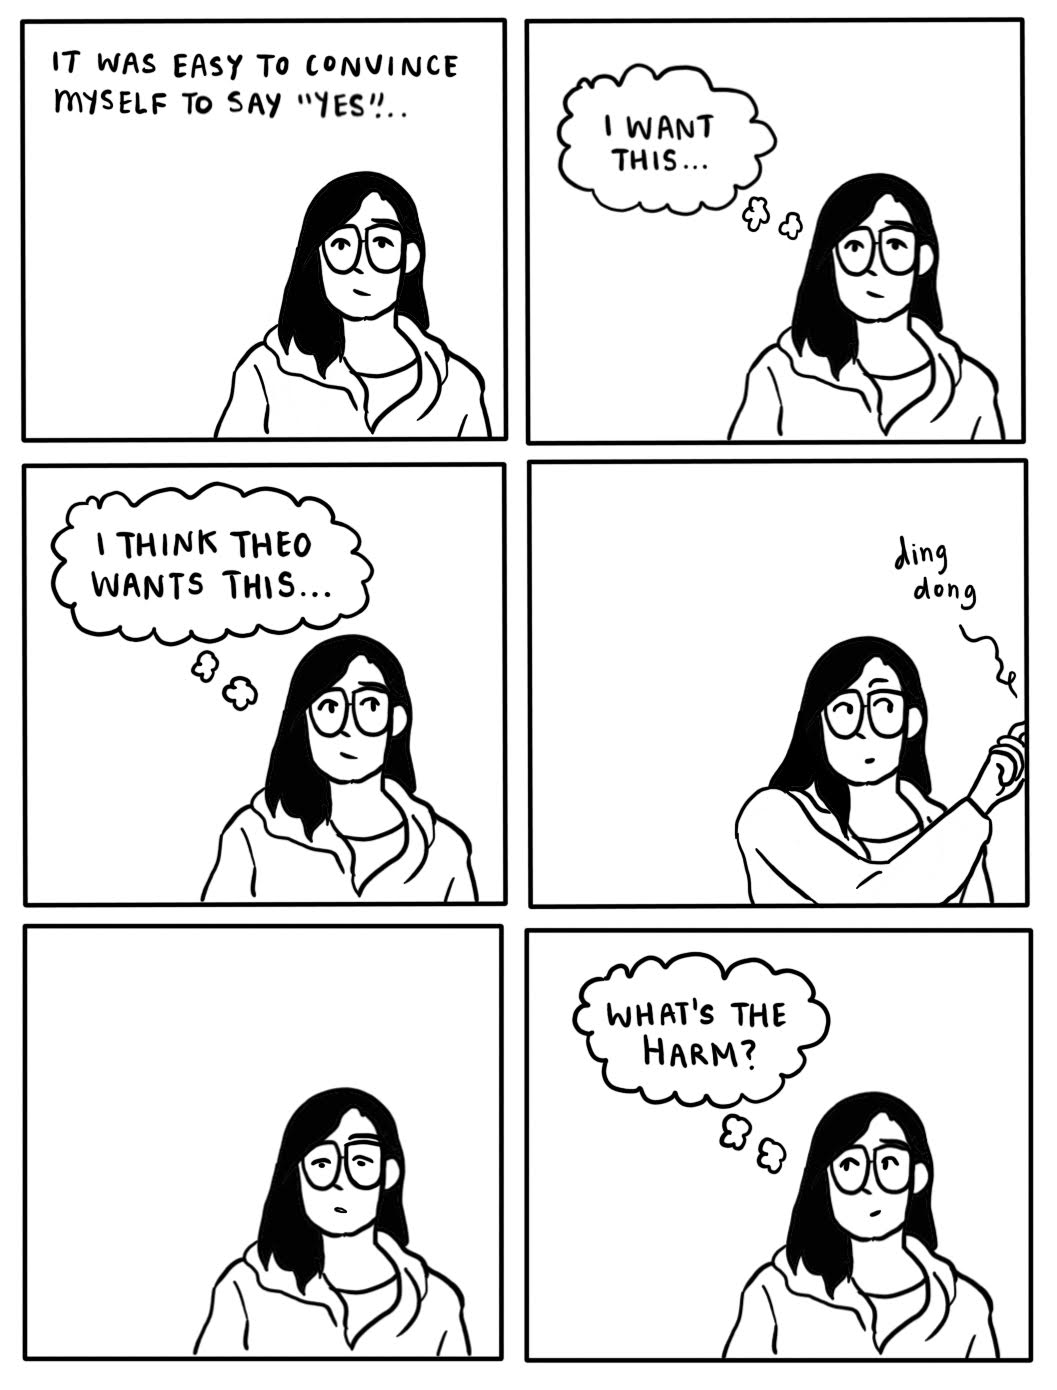 IT WAS EASY TO CONVINCE
MYSELF TO SAY "YES"...
I WANT
THIS...
I THINK THEO
WANTS THIS...
ding
dong
WHAT'S THE
HARM?